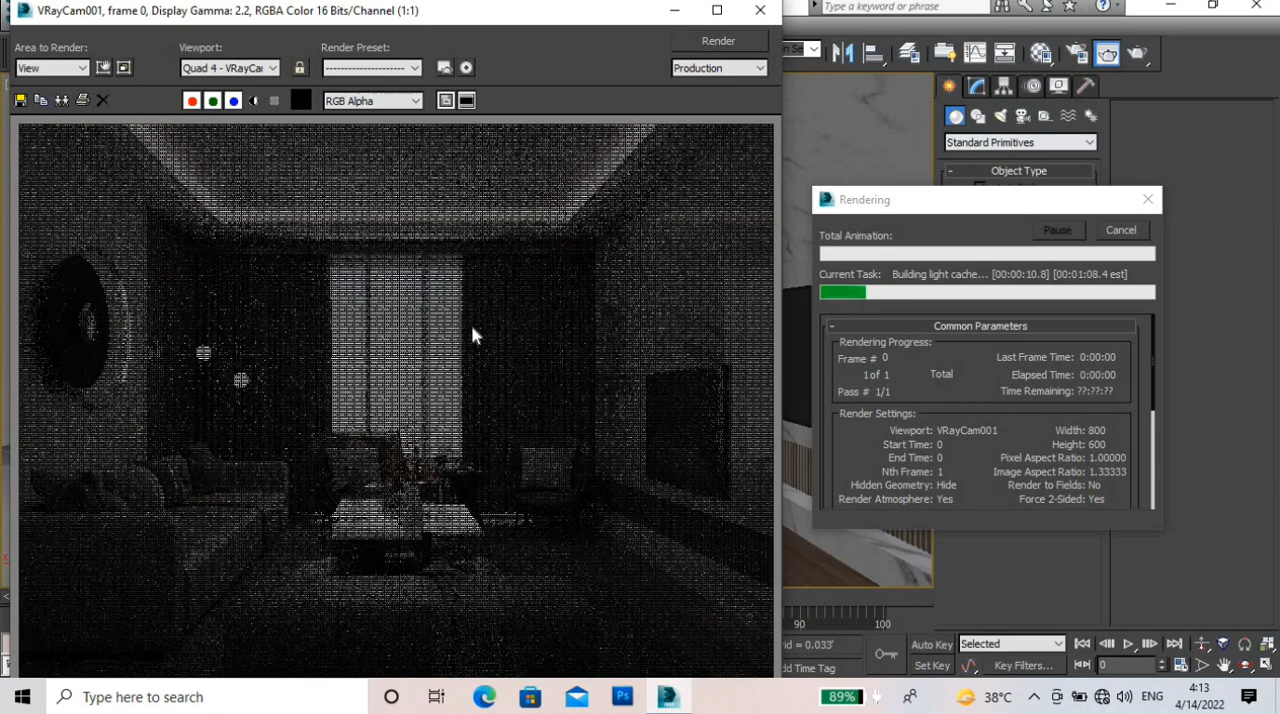 VRayCam001, frame 0, Display Gamma: 2.2, RGBA Color 16 Bits/Channel (1:1)
Type a keyword or phrase
Area to Render:
Viewport:
Render Preset:
Render
View
Quad 4 - VRayCar
Production
RGB Alpha
Standard Primitives
- Object Type
Rendering
Total Animation:
Pause
Cancel
Current Task: Building light cache... [00:00:10.8] [00:01:08.4 est]
- Common Parameters
Rendering Progress:
Frame # 0
Last Frame Time: 0:00:00
1 of 1
Total
Elapsed Time: 0:00:00
Pass # 1/1
Time Remaining: ??:??:??
Render Settings:
Viewport: VRayCam001
Width: 800
Start Time: 0
Height: 600
End Time: 0
Pixel Aspect Ratio: 1.00000
Nth Frame: 1
Image Aspect Ratio: 1.33333
Hidden Geometry: Hide
Render to Fields: No
Render Atmosphere: Yes
Force 2-Sided: Yes
90
100
= 0.033'
Auto Key
Selected
Time Tag
Set Key
Key Filters...
0
Type here to search
Ps
89%
38°C
ENG
4:13
4/14/2022